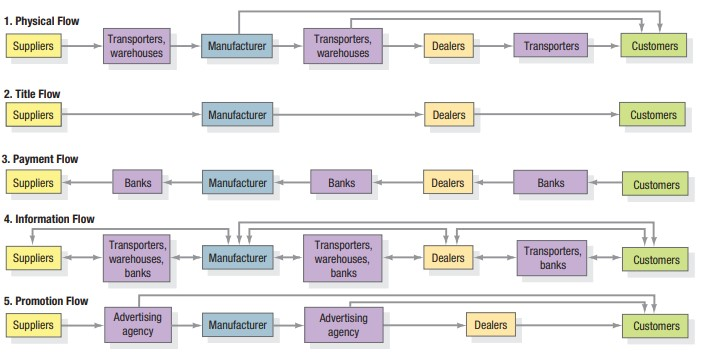 1. Physical Flow
Suppliers
Transporters,
warehouses
Manufacturer
Transporters,
warehouses
Dealers
Transporters
Customers
2. Title Flow
Suppliers
Manufacturer
Dealers
Customers
3. Payment Flow
Suppliers
Banks
Manufacturer
Banks
Dealers
Banks
Customers
4. Information Flow
Suppliers
Transporters,
warehouses,
banks
Manufacturer
Transporters,
warehouses,
banks
Dealers
Transporters,
banks
Customers
5. Promotion Flow
Suppliers
Advertising
agency
Manufacturer
Advertising
agency
Dealers
Customers